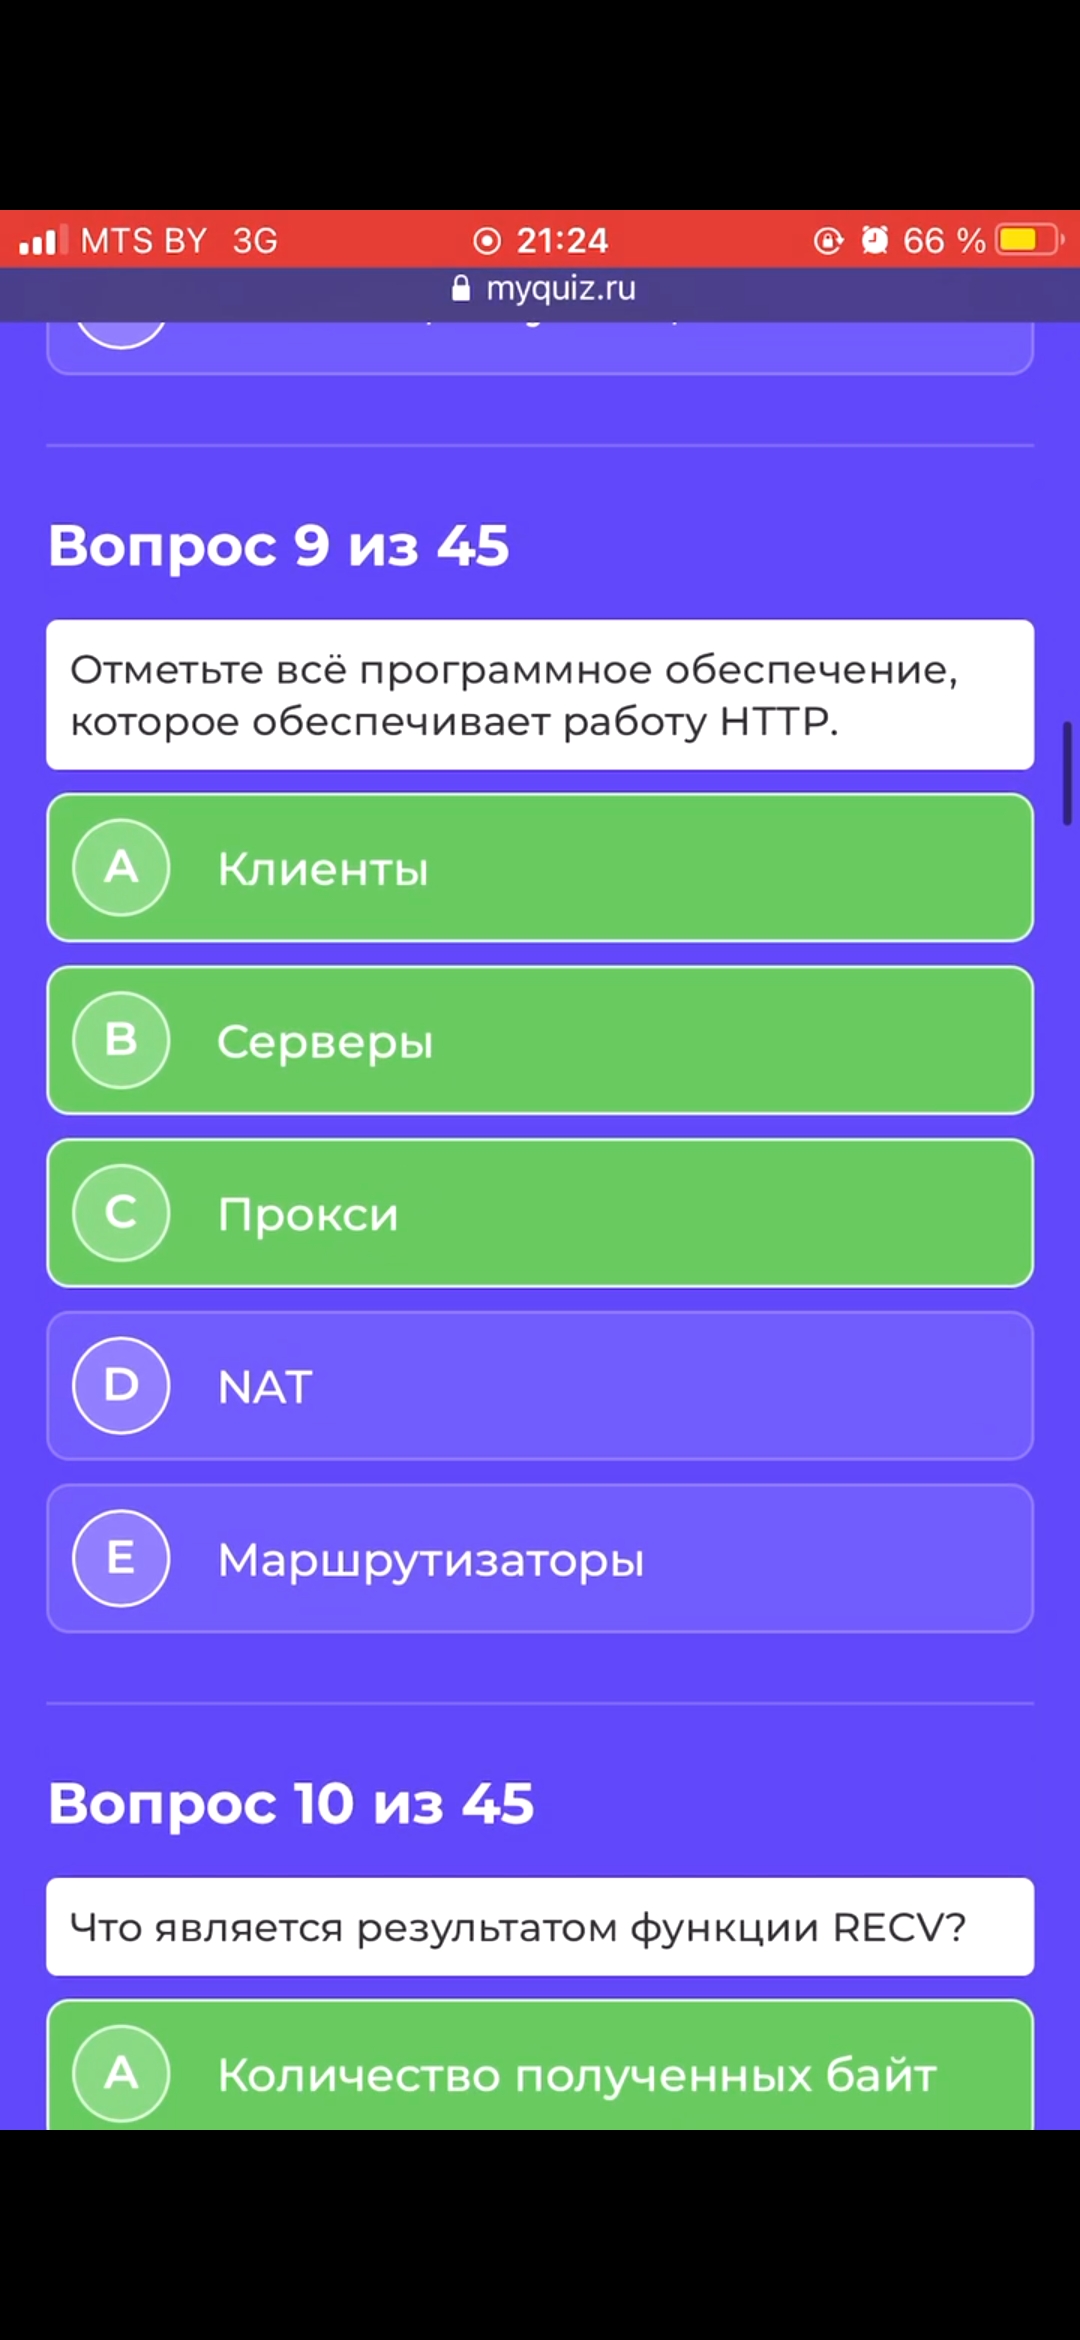 MTS BY 3G 21:24 66 %
myquiz.ru
Вопрос 9 из 45
Отметьте всё программное обеспечение,
которое обеспечивает работу HTTP.
A Клиенты
B Серверы
C Прокси
D NAT
E Маршрутизаторы
Вопрос 10 из 45
Что является результатом функции RECV?
A Количество полученных байт